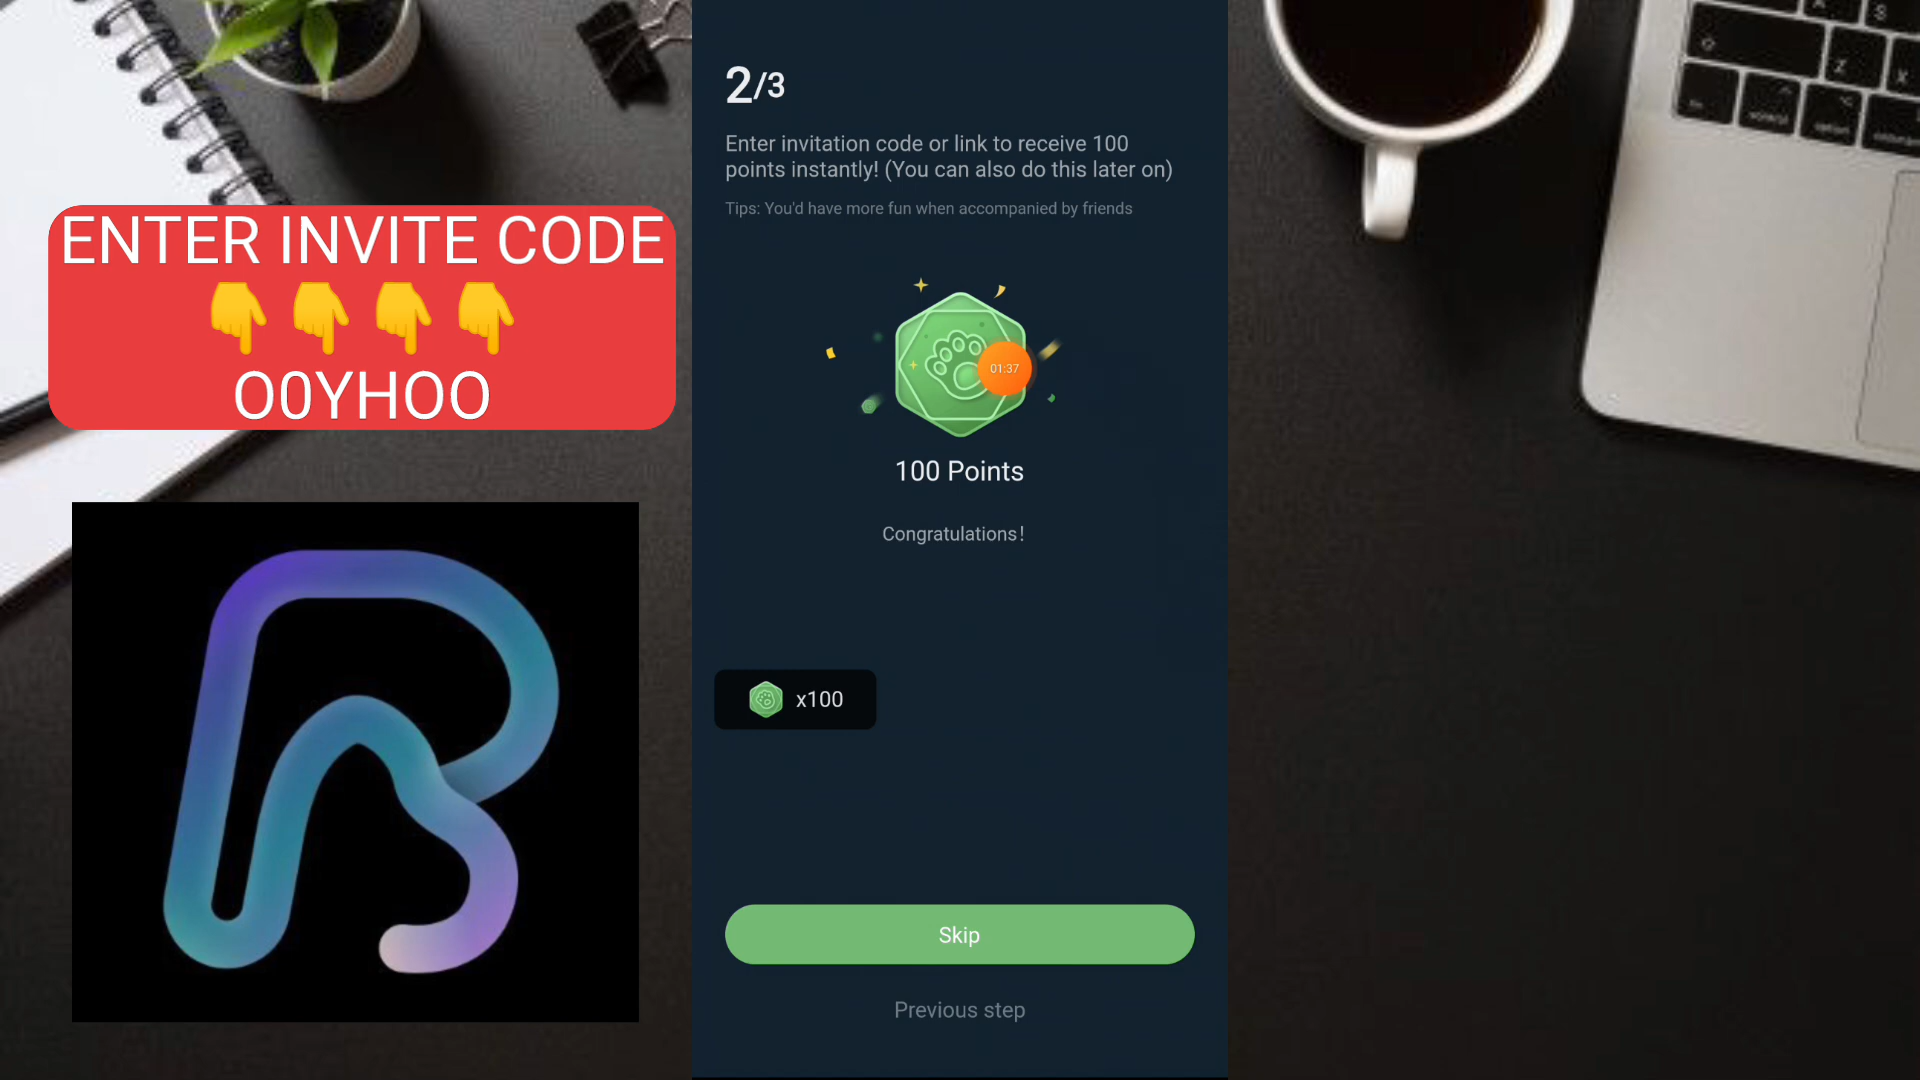 ENTER INVITE CODE
👇👇👇👇
O0YHOO
2/3
Enter invitation code or link to receive 100
points instantly! (You can also do this later on)
Tips: You'd have more fun when accompanied by friends
01:37
100 Points
Congratulations!
x100
Skip
Previous step
Z
X
S
control
option